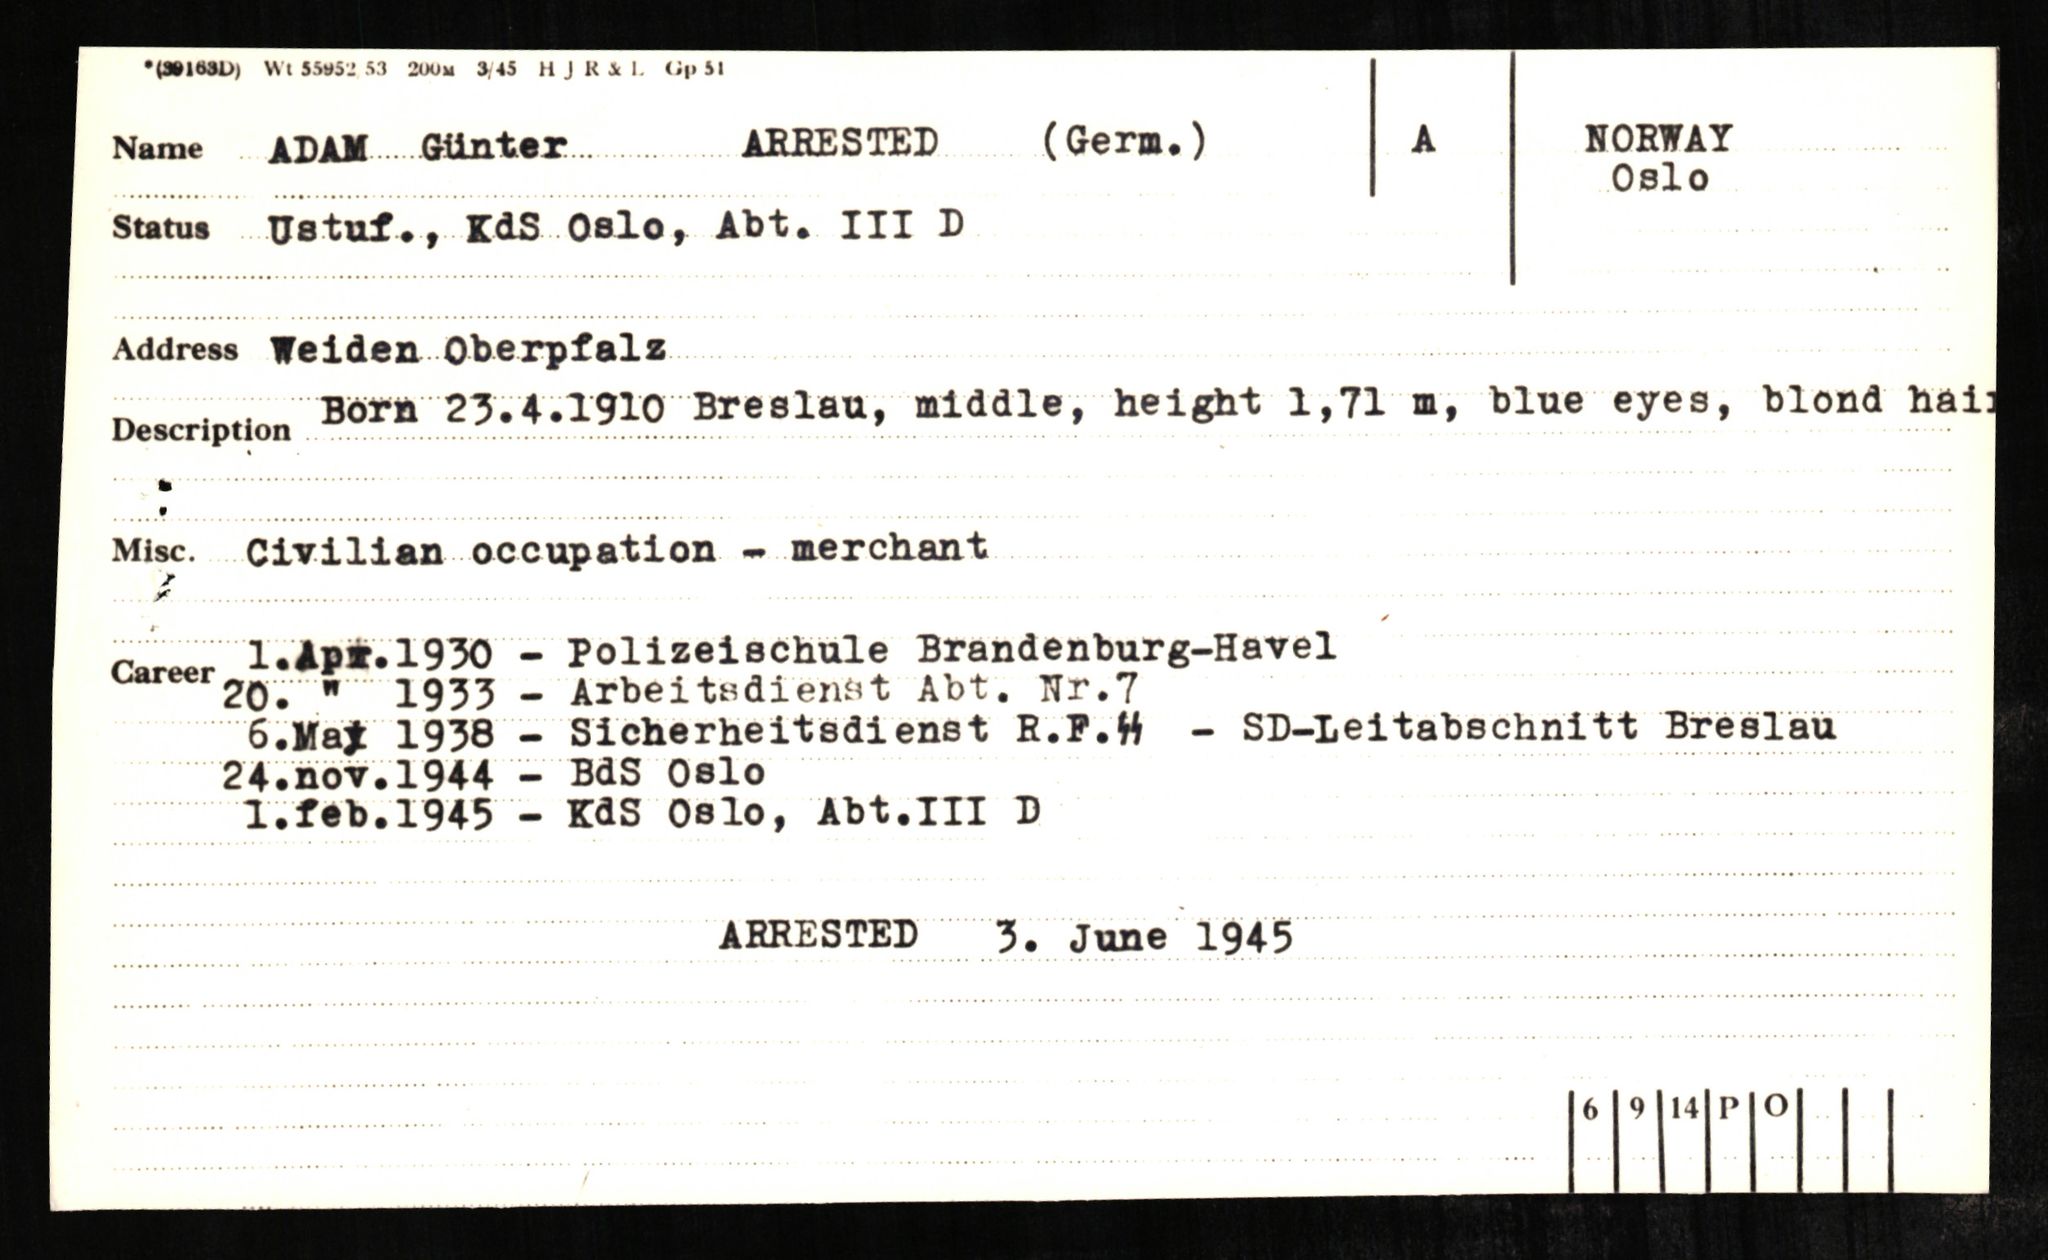 *(39163D) Wt 55952/53 200M 3/45 H J R & L Gp 51
Name ADAM Günter ARRESTED (Germ.) A NORWAY
Oslo
Status Ustuf., KdS Oslo, Abt. III D
Address Weiden Oberpfalz
Description Born 23.4.1910 Breslau, middle, height 1,71 m, blue eyes, blond hair
Misc. Civilian occupation - merchant
Career 1.Apr.1930 - Polizeischule Brandenburg-Havel
20. " 1933 - Arbeitsdienst Abt. Nr.7
6.Mai 1938 - Sicherheitsdienst R.F.ᛋᛋ - SD-Leitabschnitt Breslau
24.nov.1944 - BdS Oslo
1.feb.1945 - KdS Oslo, Abt.III D
ARRESTED 3. June 1945
6 9 14 P O